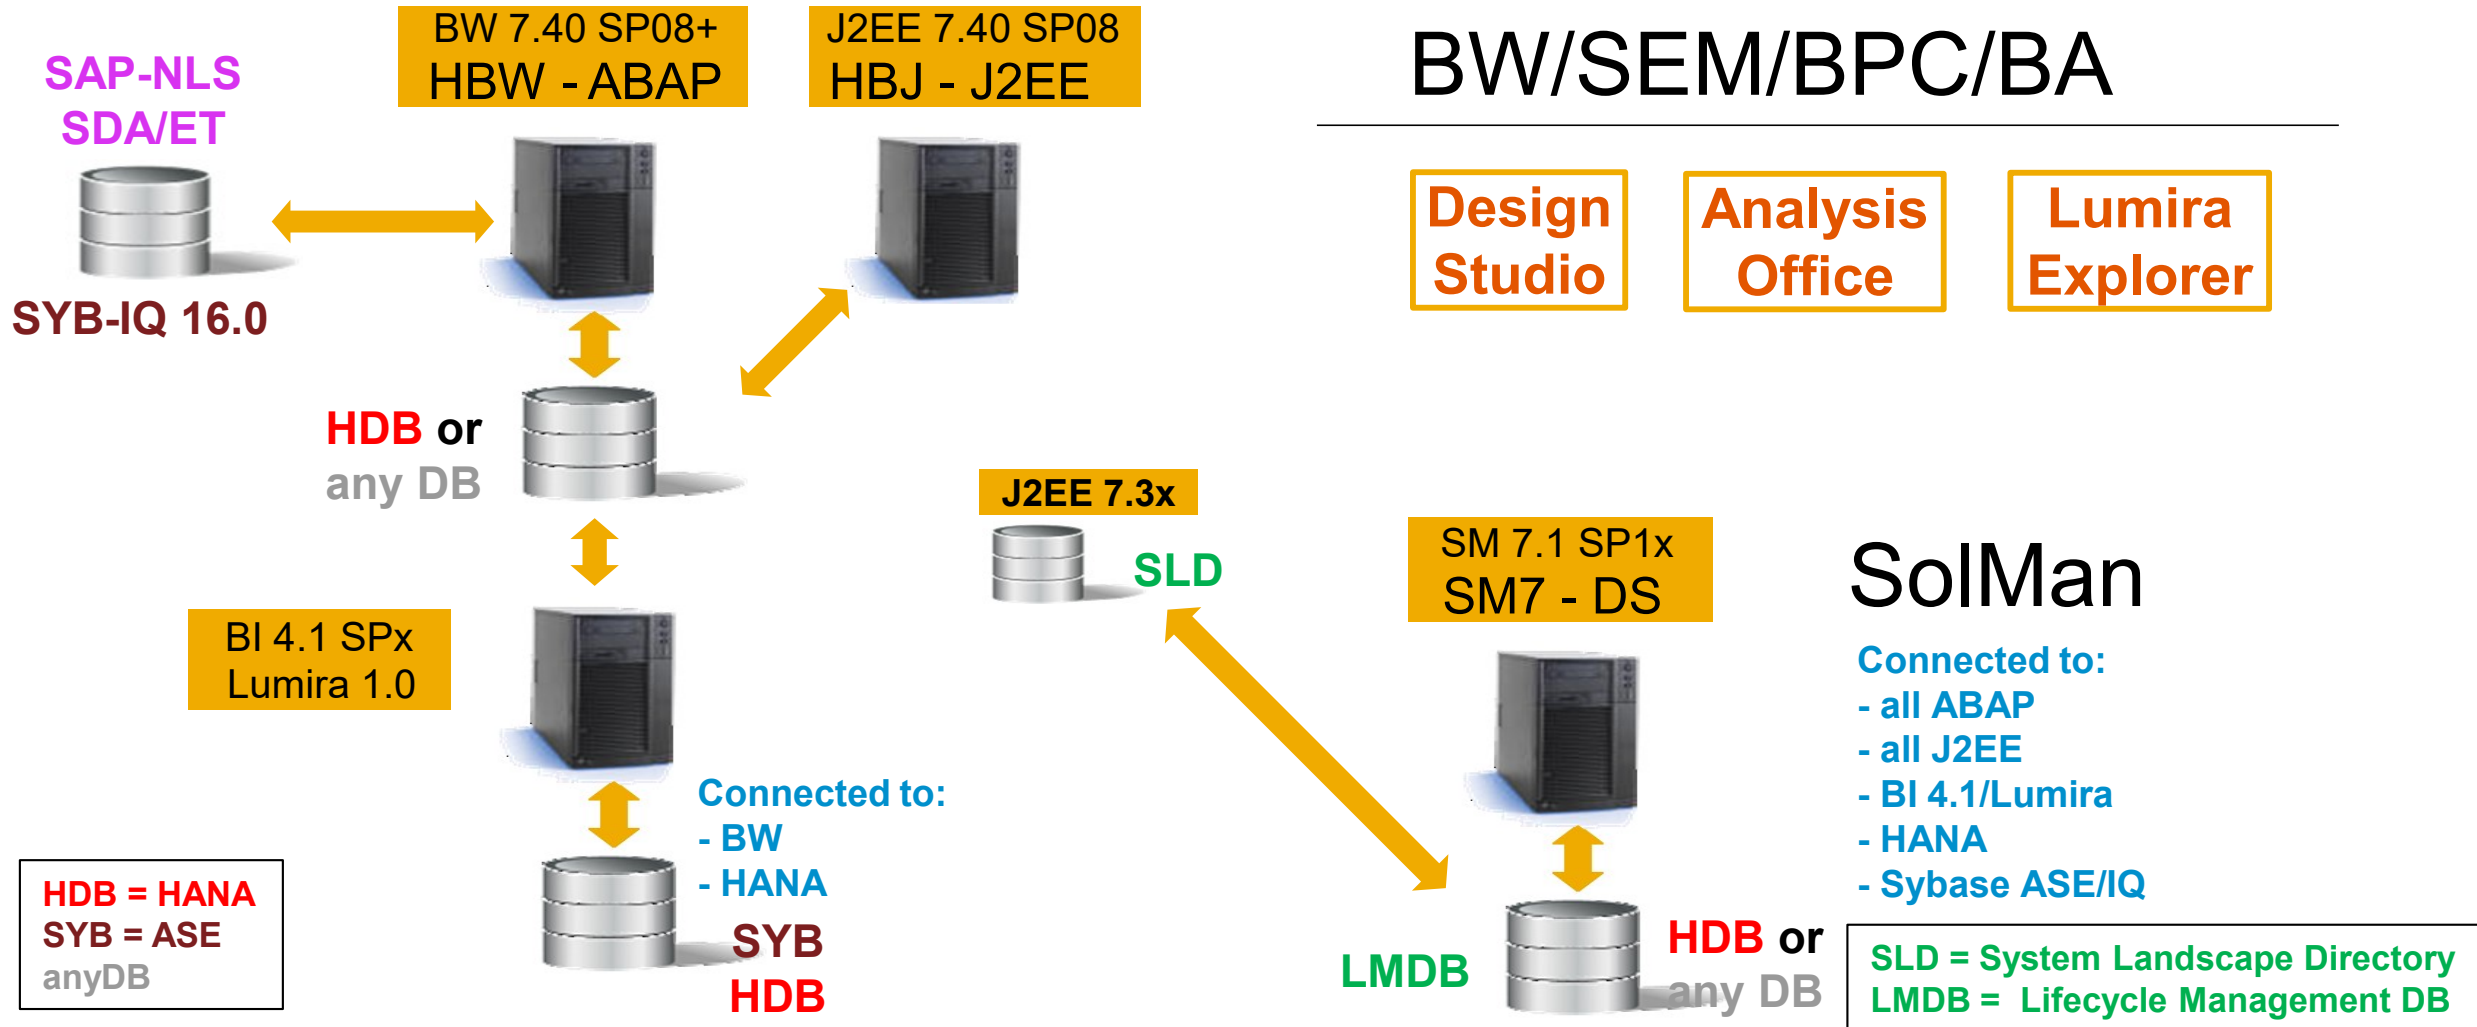 SAP-NLS
SDA/ET
SYB-IQ 16.0
BW 7.40 SP08+
HBW - ABAP
J2EE 7.40 SP08
HBJ - J2EE
BW/SEM/BPC/BA
Design
Studio
Analysis
Office
Lumira
Explorer
HDB or
any DB
J2EE 7.3x
SLD
SM 7.1 SP1x
SM7 - DS
SolMan
Connected to:
- all ABAP
- all J2EE
- BI 4.1/Lumira
- HANA
- Sybase ASE/IQ
BI 4.1 SPx
Lumira 1.0
Connected to:
- BW
- HANA
SYB
HDB
HDB = HANA
SYB = ASE
anyDB
LMDB
HDB or
any DB
SLD = System Landscape Directory
LMDB = Lifecycle Management DB